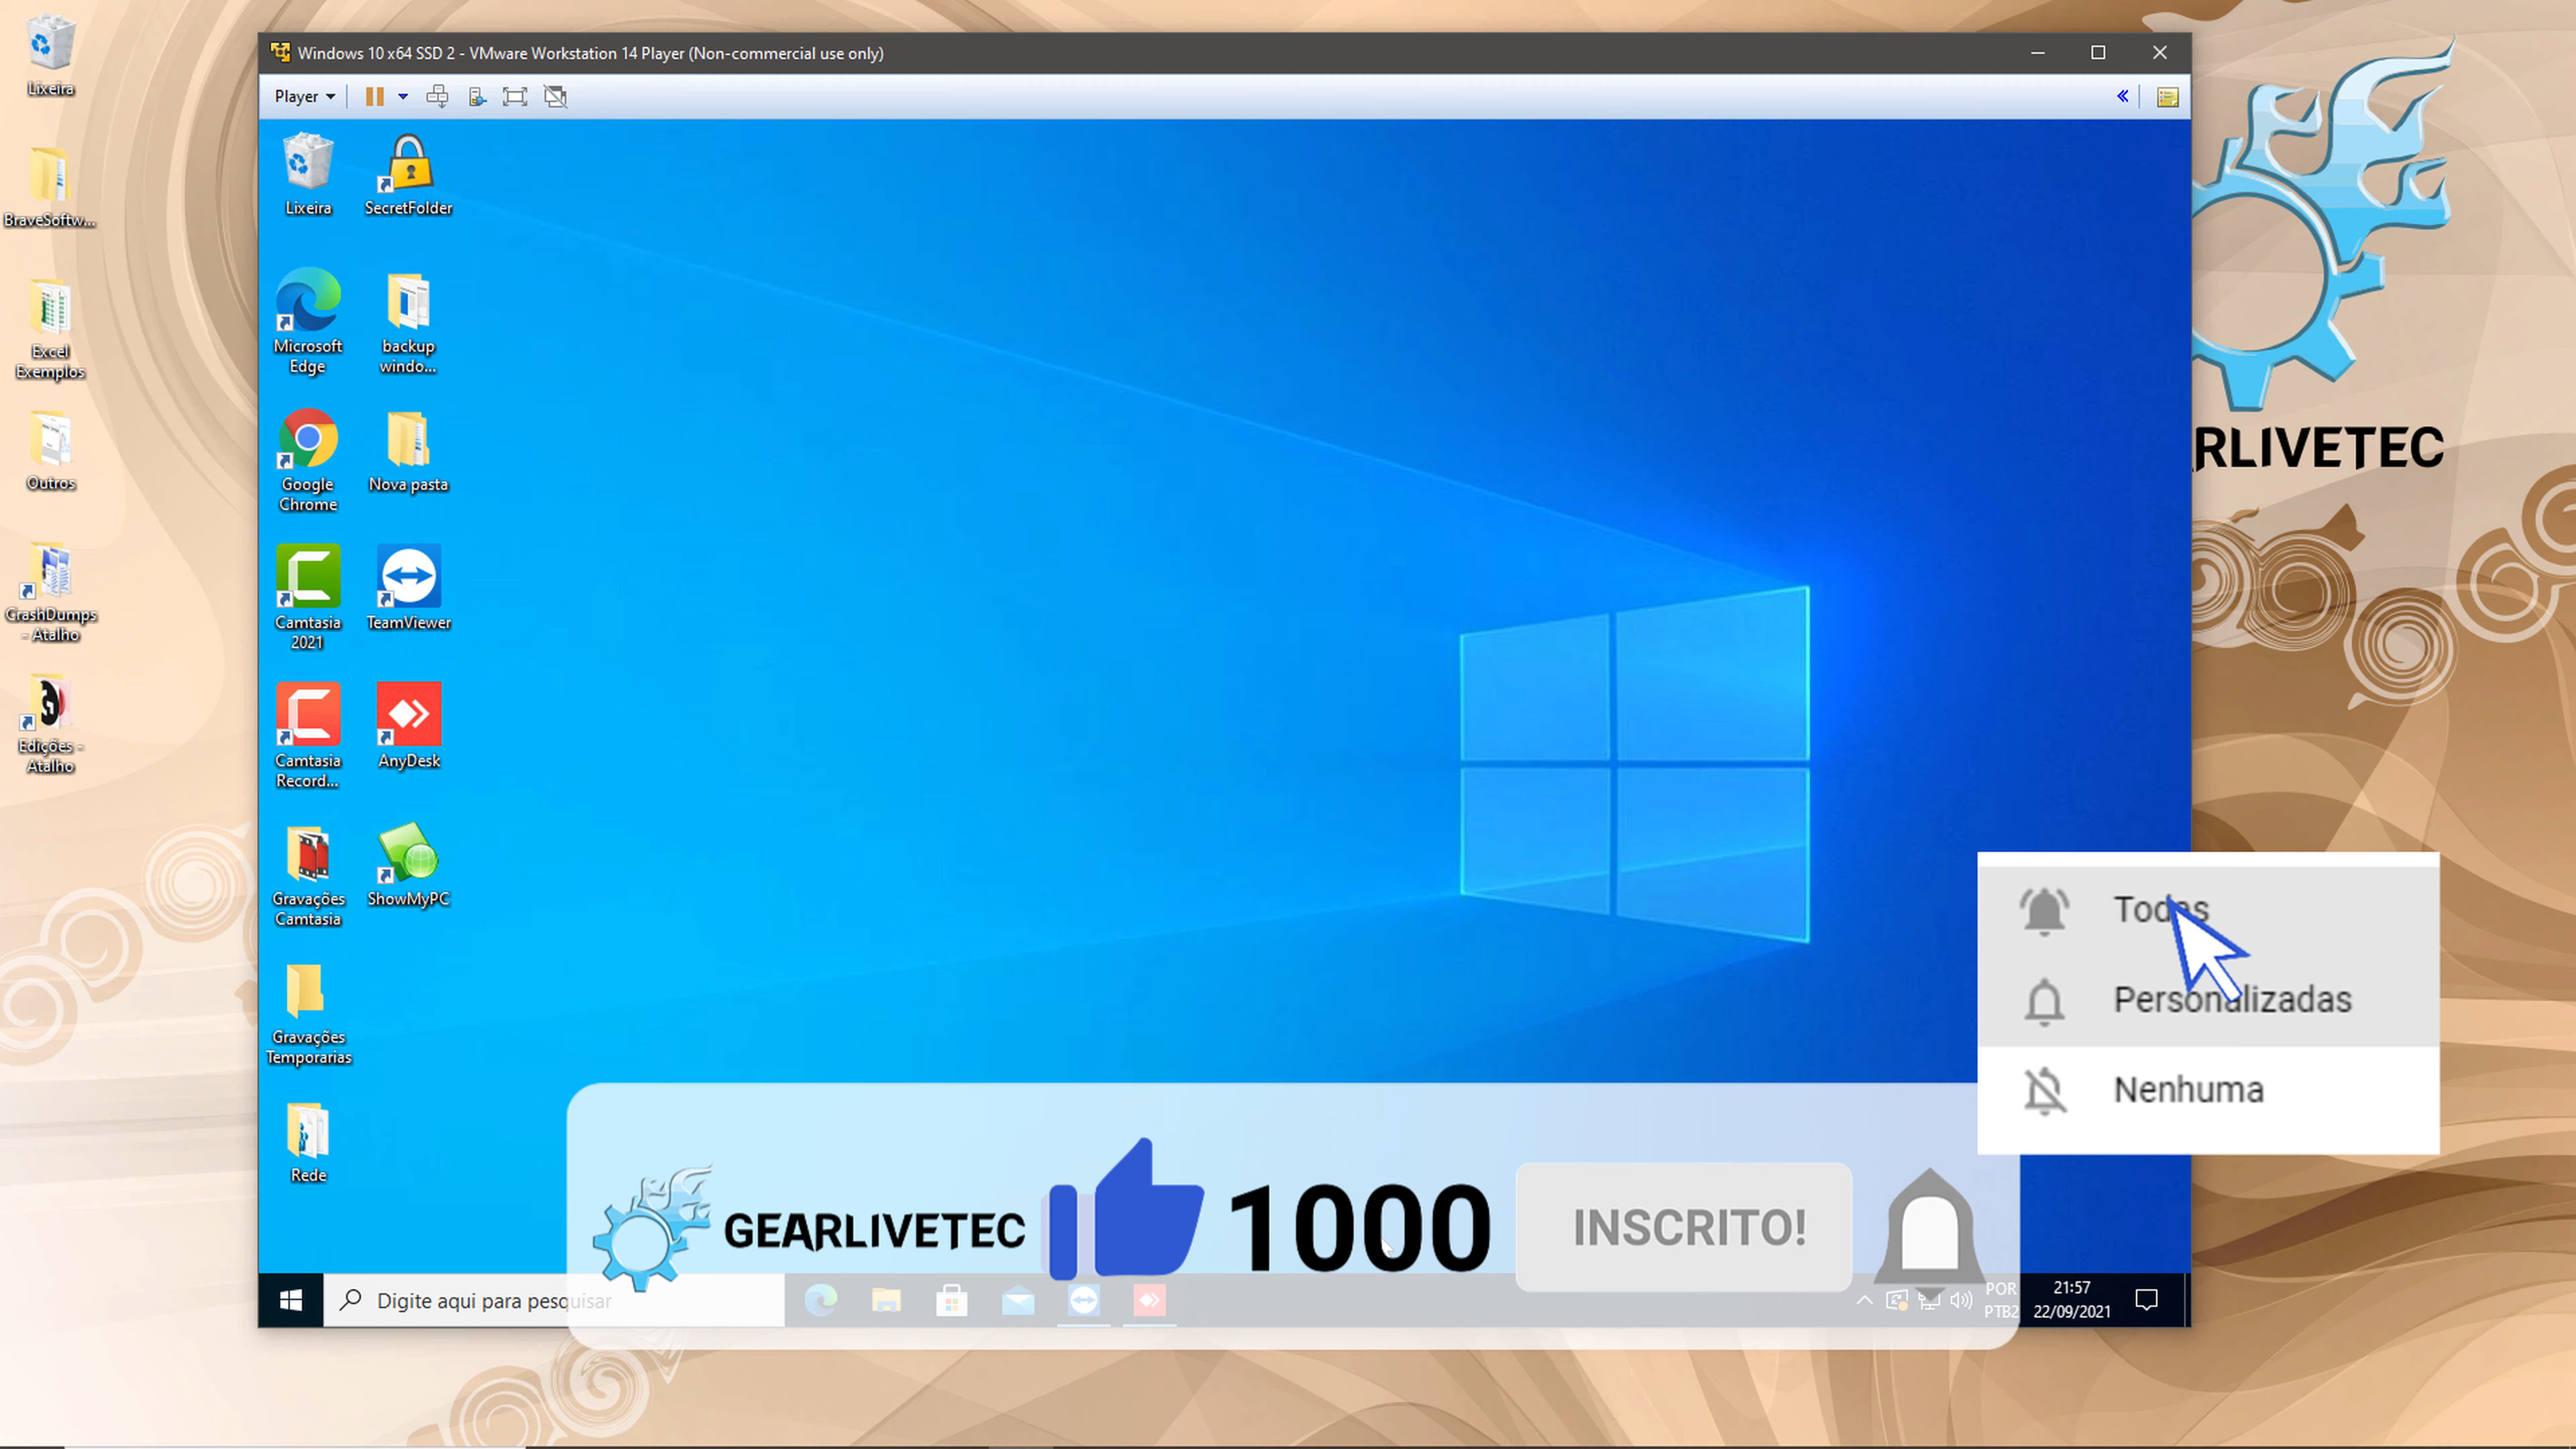 Lixeira
BraveSoftw...
Excel
Exemplos
Outros
CrashDumps
- Atalho
Edições -
Atalho
Windows 10 x64 SSD 2 - VMware Workstation 14 Player (Non-commercial use only)
Player
Lixeira
SecretFolder
Microsoft
Edge
backup
windo...
Google
Chrome
Nova pasta
Camtasia
2021
TeamViewer
Camtasia
Record...
AnyDesk
Gravações
Camtasia
ShowMyPC
Gravações
Temporarias
Rede
RLIVETEC
Todas
Personalizadas
Nenhuma
GEARLIVETEC
1000
INSCRITO!
Digite aqui para pesquisar
POR
PTB2
21:57
22/09/2021